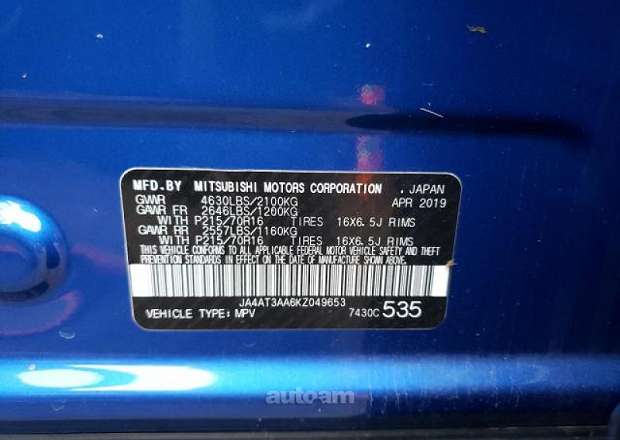 MFD.BY MITSUBISHI MOTORS CORPORATION . JAPAN
GVWR 4630LBS/2100KG APR 2019
GAWR FR 2646LBS/1200KG
WITH P215/70R16 TIRES 16X6.5J RIMS
GAWR RR 2557LBS/1160KG
WITH P215/70R16 TIRES 16X6.5J RIMS
THIS VEHICLE CONFORMS TO ALL APPLICABLE FEDERAL MOTOR VEHICLE SAFETY, BUMPER AND THEFT
PREVENTION STANDARDS IN EFFECT ON THE DATE OF MANUFACTURE SHOWN ABOVE.
JA4AT3AA6KZ049653
VEHICLE TYPE: MPV 7430C 535
autoam